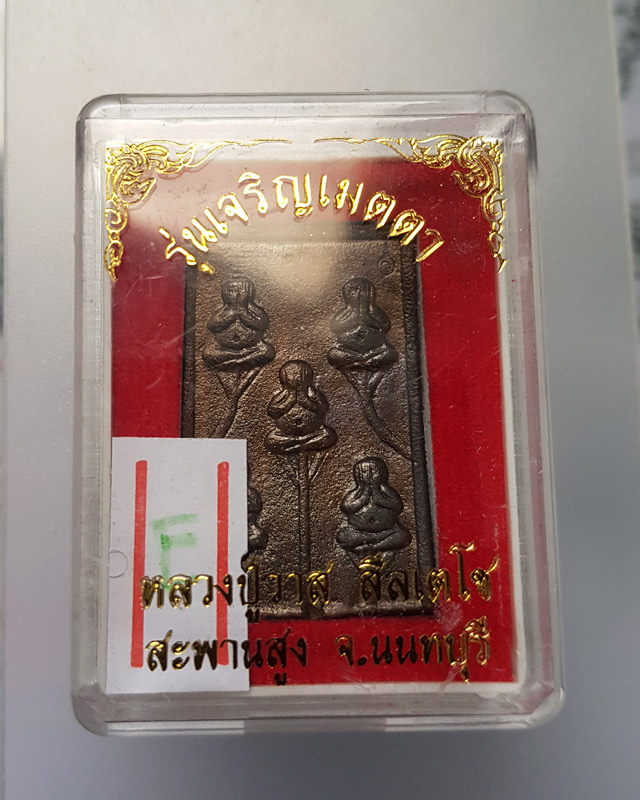 รุ่นเจริญเมตตา
F
หลวงปู่วาส สีลเตโช
สะพานสูง จ.นนทบุรี